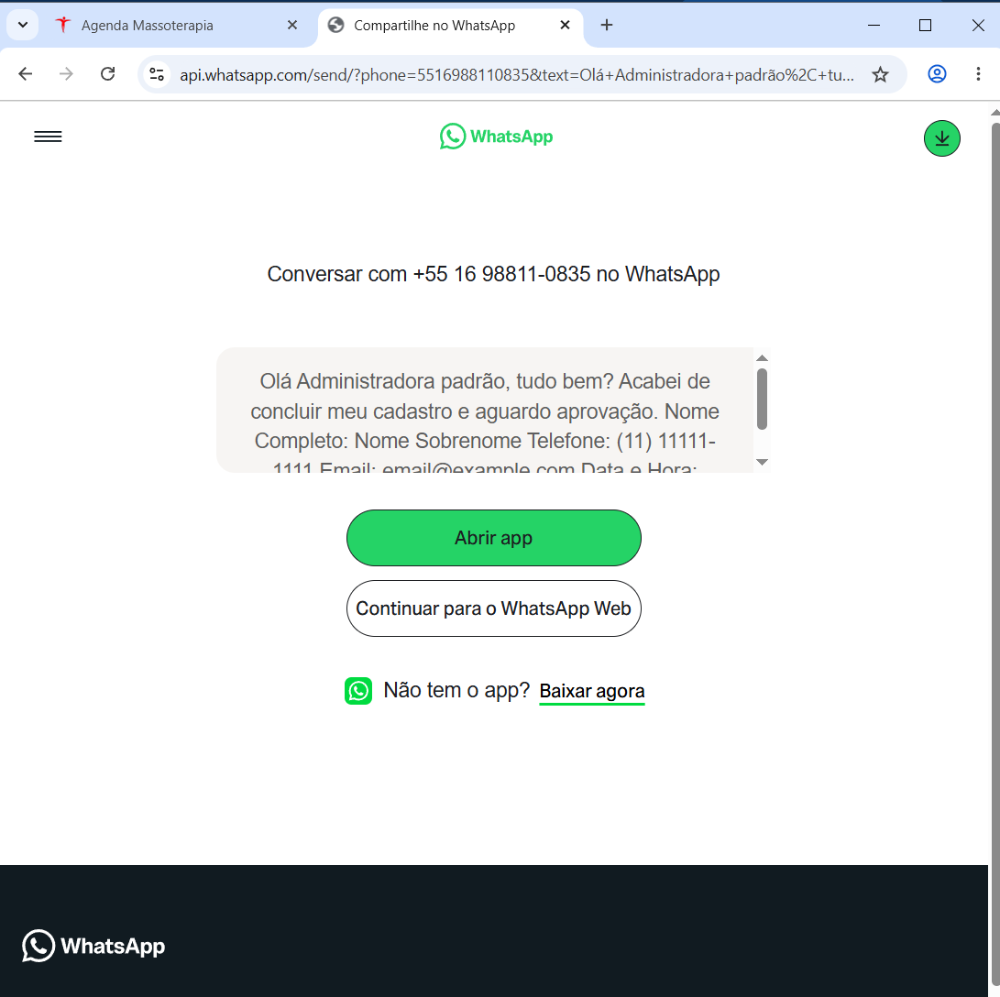 Agenda Massoterapia
Compartilhe no WhatsApp
api.whatsapp.com/send/?phone=5516988110835&text=Olá+Administradora+padrão%2C+tu...
WhatsApp
Conversar com +55 16 98811-0835 no WhatsApp
Olá Administradora padrão, tudo bem? Acabei de
concluir meu cadastro e aguardo aprovação. Nome
Completo: Nome Sobrenome Telefone: (11) 11111-
1111 Email: email@example.com Data e Hora:
Abrir app
Continuar para o WhatsApp Web
Não tem o app? Baixar agora
WhatsApp